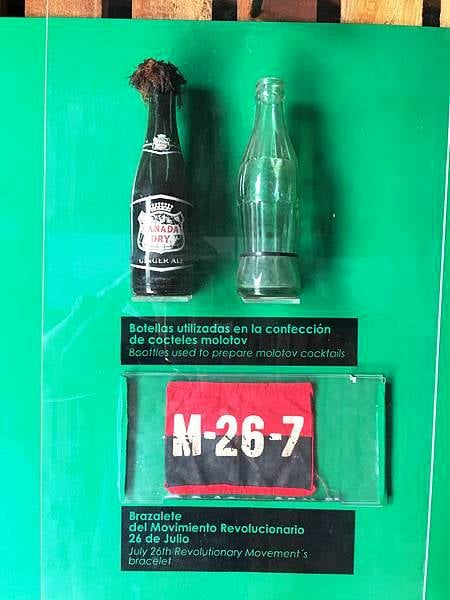 CANADA
DRY
GINGER ALE
Botellas utilizadas en la confección
de cocteles molotov
Boottles used to prepare molotov cocktails
M-26-7
Brazalete
del Movimiento Revolucionario
26 de Julio
July 26th Revolutionary Movement´s
bracelet